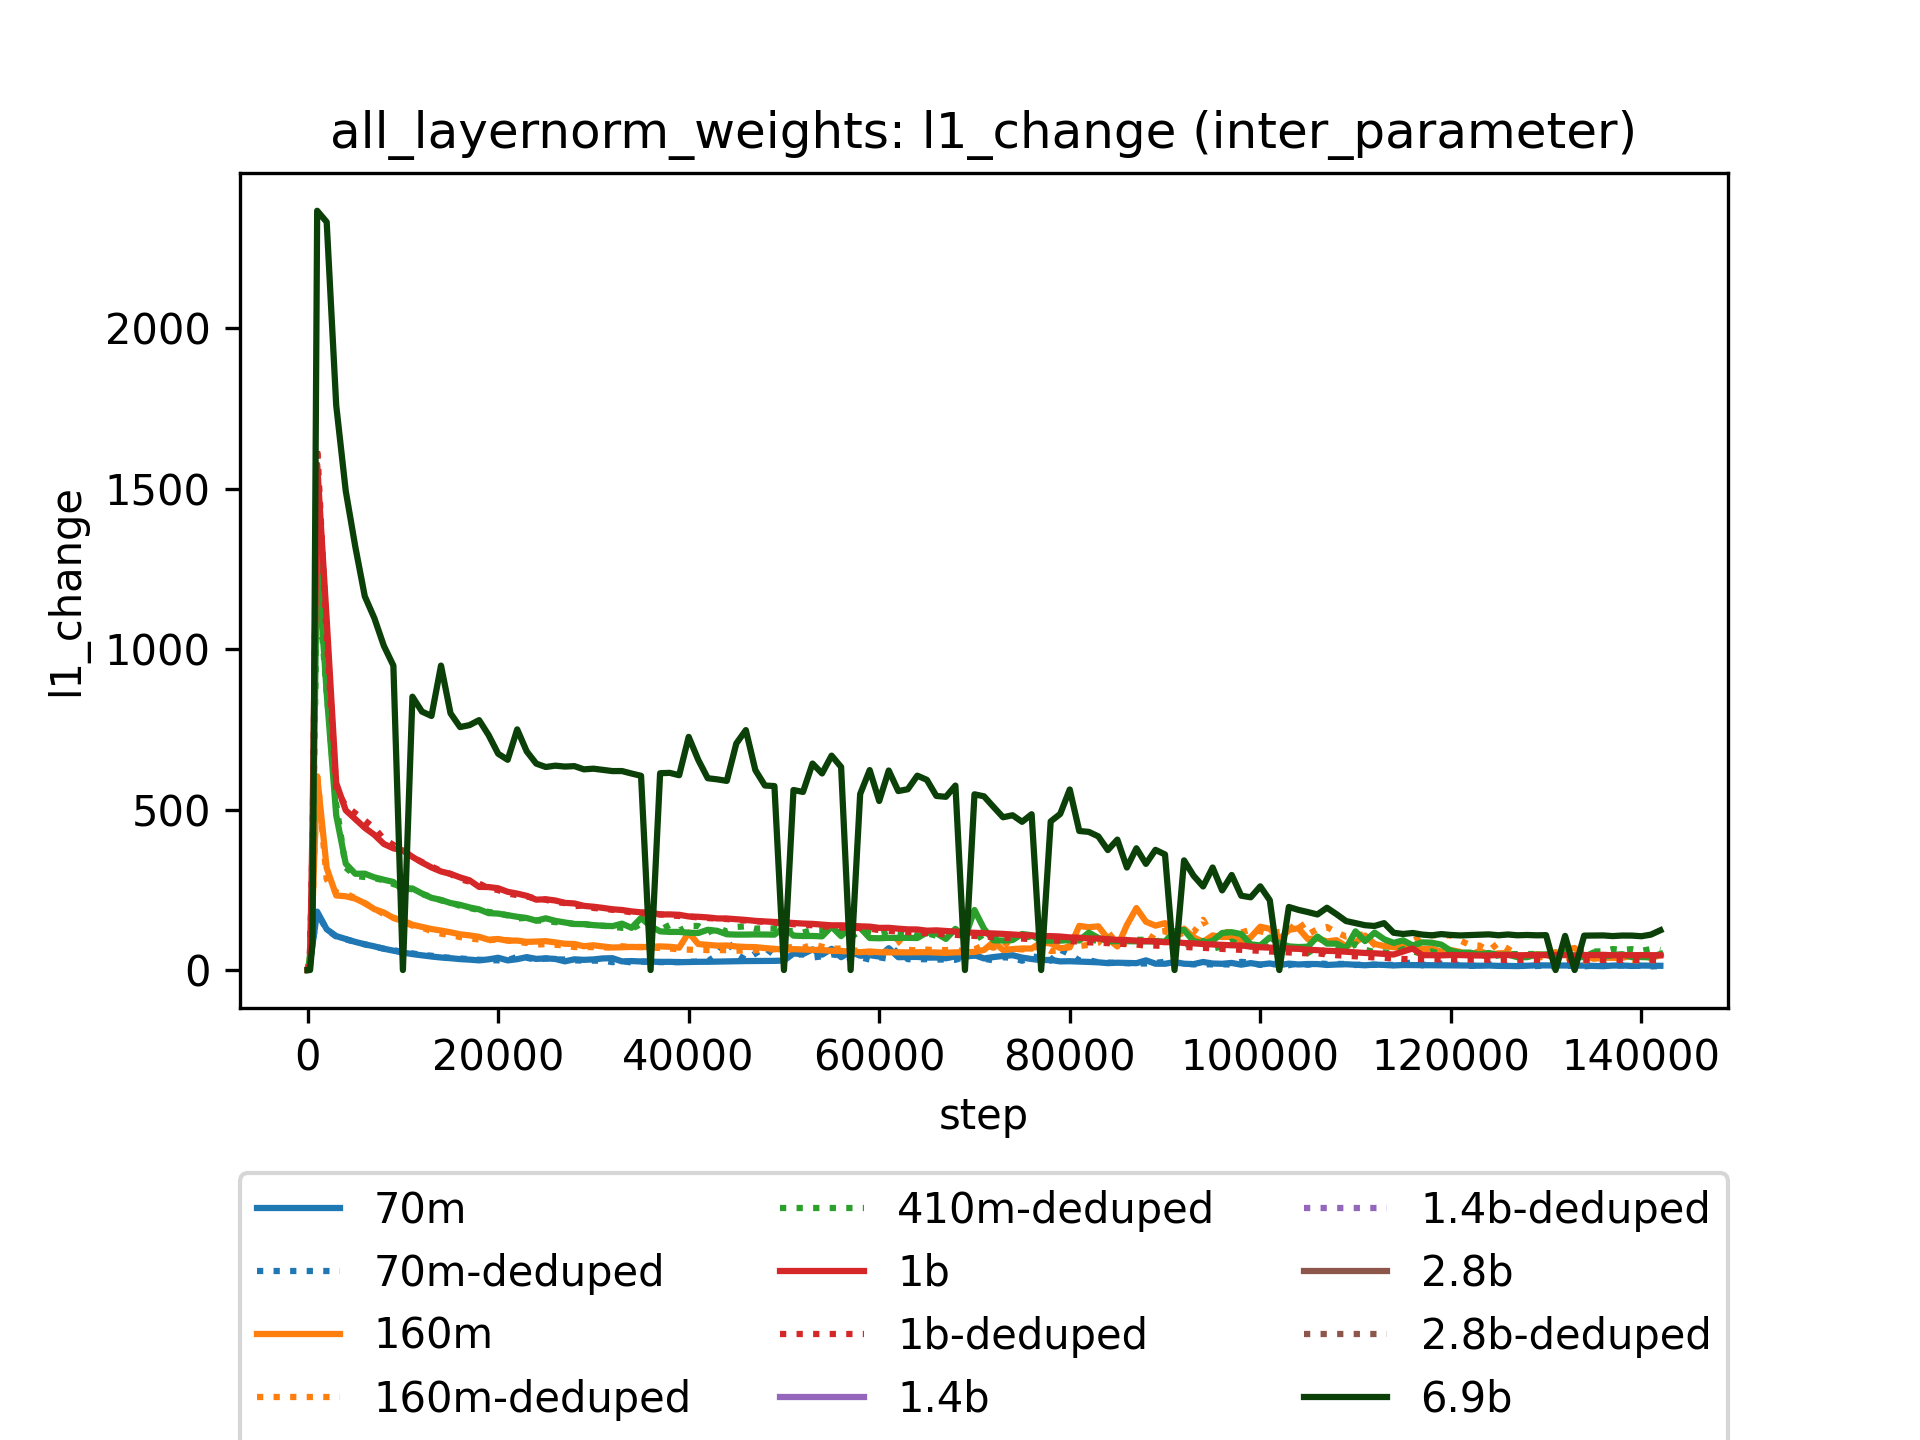 all_layernorm_weights: l1_change (inter_parameter)
l1_change
2000
1500
1000
500
0
0 20000 40000 60000 80000 100000 120000 140000
step
70m 410m-deduped 1.4b-deduped
70m-deduped 1b 2.8b
160m 1b-deduped 2.8b-deduped
160m-deduped 1.4b 6.9b